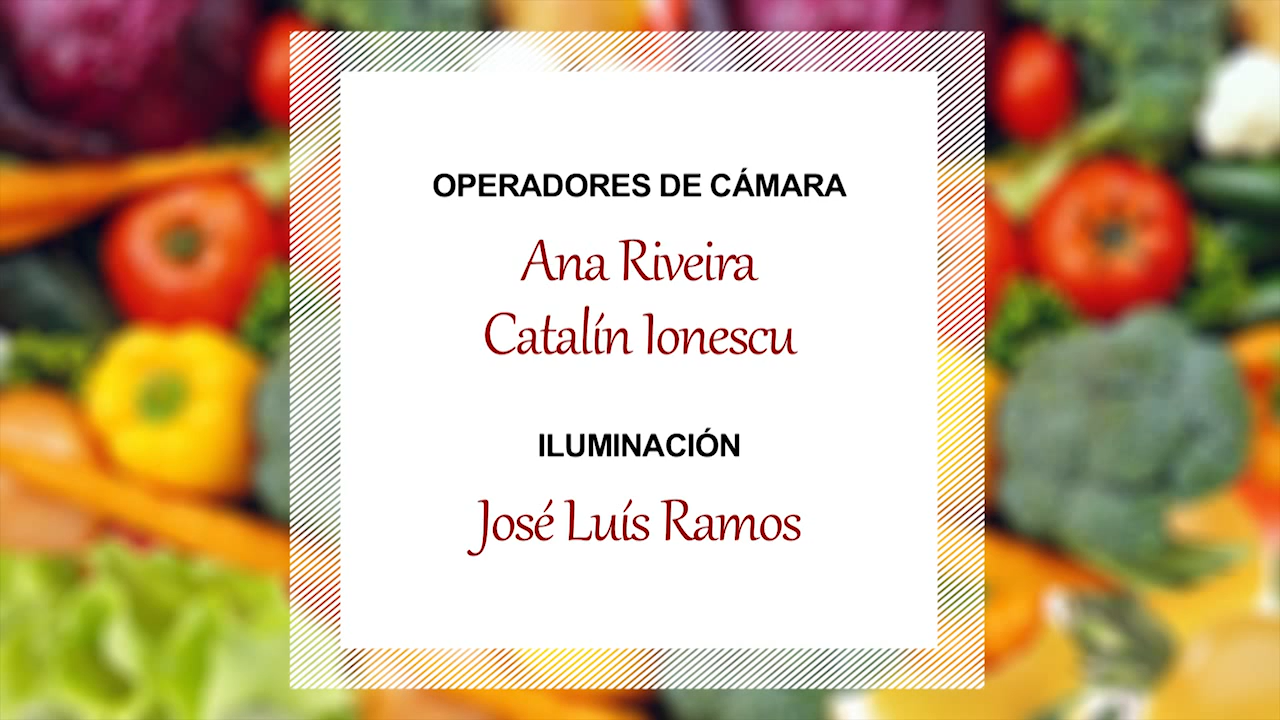 OPERADORES DE CÁMARA
Ana Riveira
Catalín Ionescu
ILUMINACIÓN
José Luís Ramos